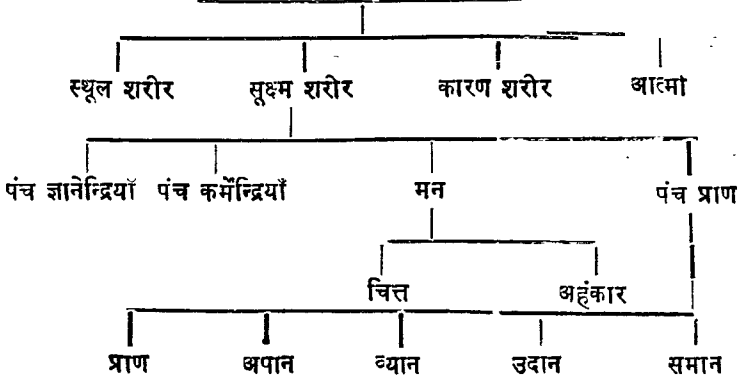 स्थूल शरीर सूक्ष्म शरीर कारण शरीर आत्मा
पंच ज्ञानेन्द्रियाँ पंच कर्मेन्द्रियाँ मन पंच प्राण
चित्त अहंकार
प्राण अपान व्यान उदान समान